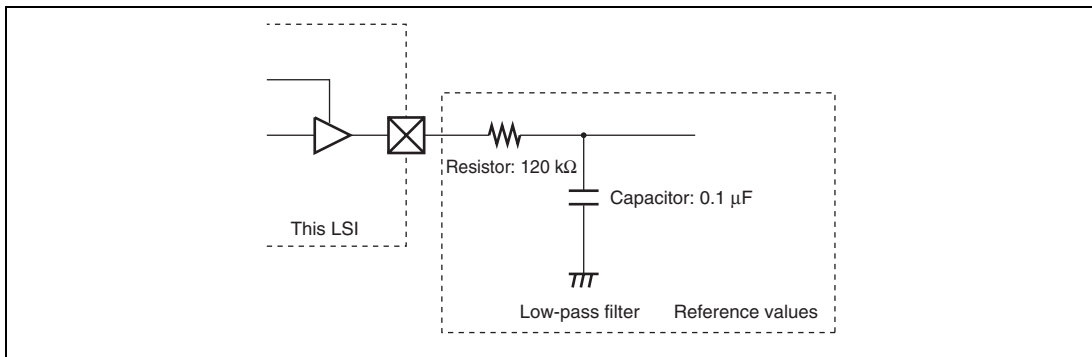 Resistor: 120 kΩ
Capacitor: 0.1 μF
This LSI
Low-pass filter Reference values